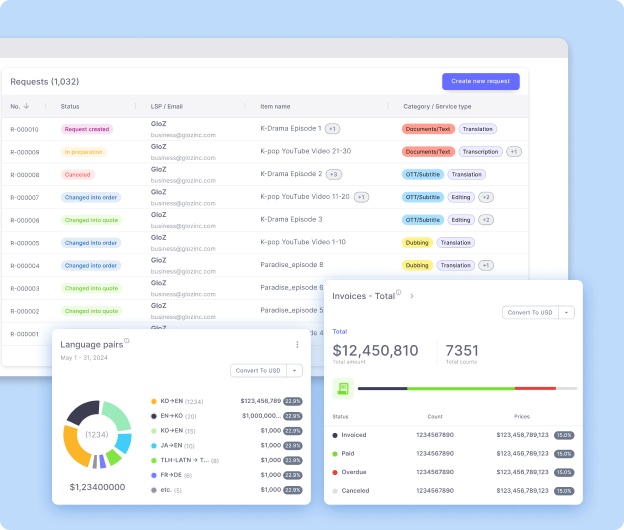 Requests (1,032)
Create new request
No. Status LSP / Email Item name Category / Service type
R-000010 Request created GloZ business@glozinc.com K-Drama Episode 1 +1 Documents/Text Translation
R-000009 In preparation GloZ business@glozinc.com K-pop YouTube Video 21-30 Documents/Text Transcription +1
R-000008 Canceled GloZ business@glozinc.com K-Drama Episode 2 +3 OTT/Subtitle Translation
R-000007 Changed into order GloZ business@glozinc.com K-pop YouTube Video 11-20 +1 OTT/Subtitle Editing +2
R-000006 Changed into quote GloZ business@glozinc.com K-Drama Episode 3 OTT/Subtitle Editing +2
R-000005 Changed into order GloZ business@glozinc.com K-pop YouTube Video 1-10 Dubbing Translation
R-000004 Changed into order GloZ business@glozinc.com Paradise_episode 8 Dubbing Translation +1
R-000003 Changed into quote GloZ business@glozinc.com Paradise_episode
R-000002 Changed into quote GloZ business@glozinc.com Paradise_episode
R-000001
Language pairs
May 1 - 31, 2024
Convert To USD
(1234)
$1,23400000
KO→EN (1234) $123,456,789 22.9%
EN→KO (20) $1,000,000... 22.9%
KO→EN (15) $1,000 22.9%
JA→EN (10) $1,000 22.9%
TLH-LATN → T... (8) $1,000 22.9%
FR→DE (6) $1,000 22.9%
etc. (5) $1,000 22.9%
Invoices - Total
Convert To USD
Total
$12,450,810 7351
Total amount Total counts
Status Count Prices
Invoiced 1234567890 $123,456,789,123 15.0%
Paid 1234567890 $123,456,789,123 15.0%
Overdue 1234567890 $123,456,789,123 15.0%
Canceled 1234567890 $123,456,789,123 15.0%